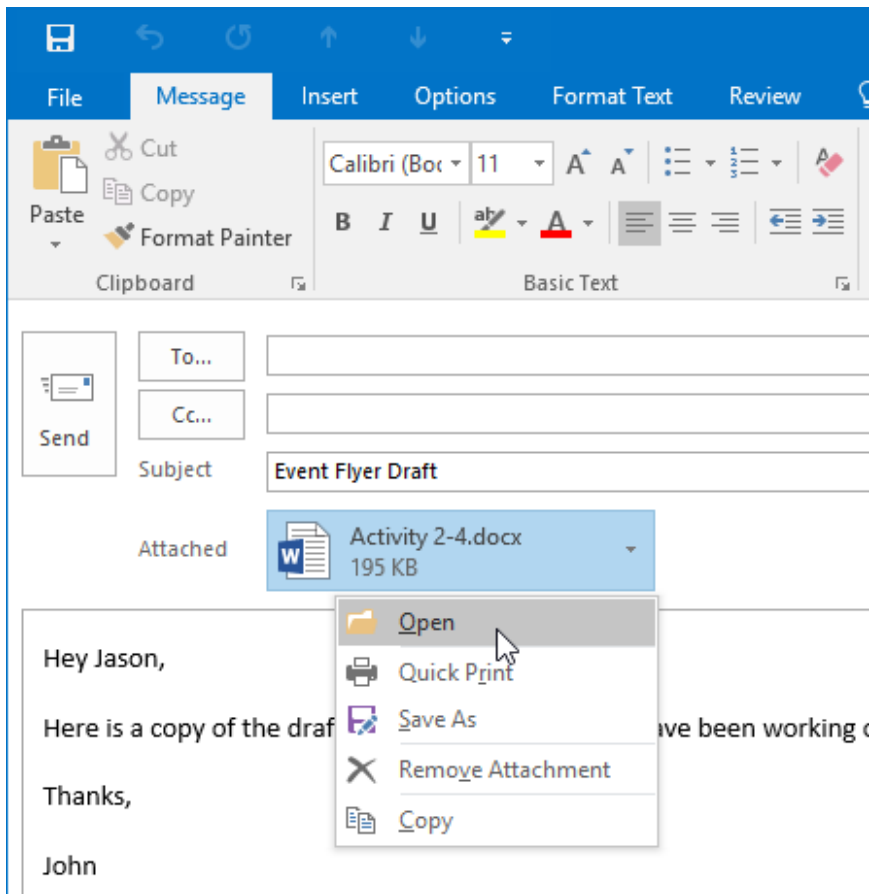 File Message Insert Options Format Text Review
Cut
Calibri (Boc 11 A A
Copy
Paste
Format Painter
B I U aby A
Clipboard Basic Text
To...
Cc...
Send
Subject Event Flyer Draft
Attached Activity 2-4.docx
195 KB
Open
Hey Jason,
Quick Print
Save As
Here is a copy of the draf ave been working
Remove Attachment
Thanks,
Copy
John